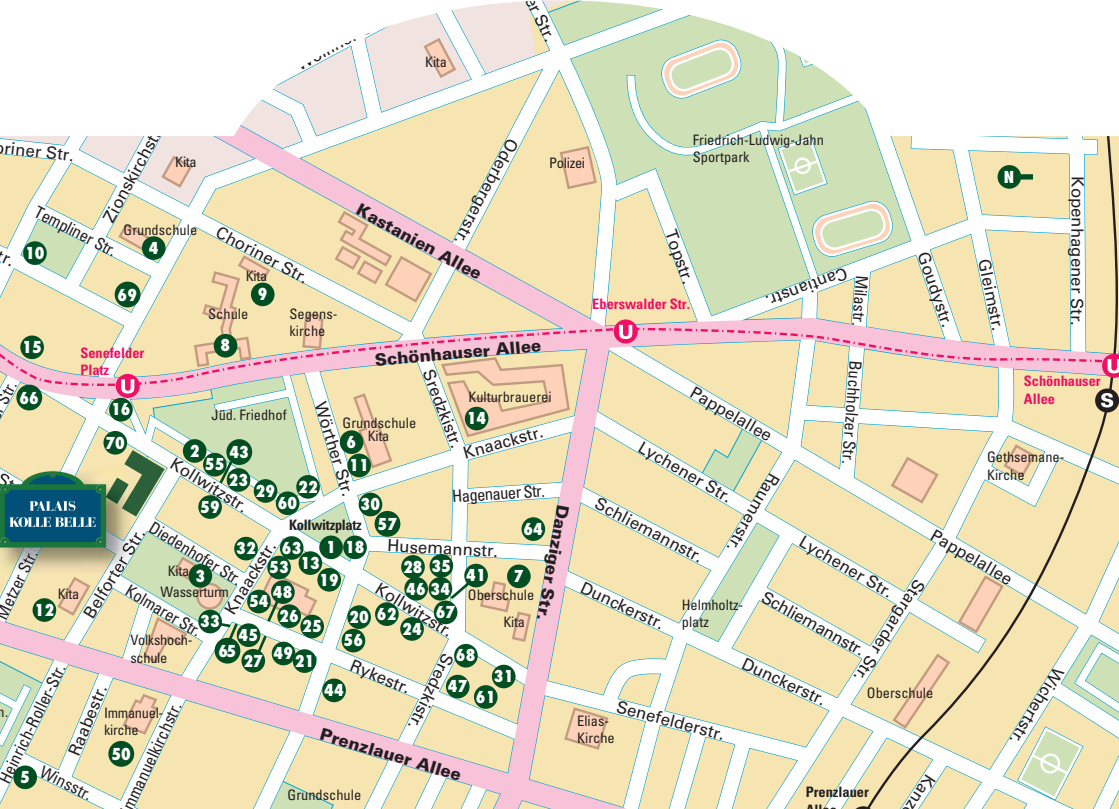 er Str.
Kita
Friedrich-Ludwig-Jahn
Sportpark
oriner Str.
Zionskirchstr.
Kita
Oderbergerstr.
Polizei
N
Kopenhagener Str.
Templiner Str.
Grundschule
4
Kastanien Allee
Choriner Str.
Topstr.
Goudystr.
Gleimstr.
10
tr.
69
Kita
9
Cantianstr.
Milastr.
Schule
Segens-
kirche
Eberswalder Str.
U
15
Senefelder
Platz
8
Schönhauser Allee
U
U
Schönhauser
Allee
S
66
r Str.
16
Jüd. Friedhof
Wörther Str.
Sredzkistr.
Kulturbrauerei
14
Pappelallee
Buchholzer Str.
Grundschule
Kita
6
11
Knaackstr.
70
2
55
43
23
29
60
22
Kollwitzstr.
59
Lychener Str.
Raumerstr.
Gethsemane-
Kirche
PALAIS
KOLLE BELLE
30
57
Hagenauer Str.
64
Schliemannstr.
Danziger Str.
Kollwitzplatz
1
18
Husemannstr.
Diedenhofer Str.
32
63
53
13
19
28
35
46
34
41
7
Oberschule
67
Lychener Str.
Pappelallee
Metzer Str.
Belforter Str.
Kita
3
Wasserturm
Knaackstr.
48
54
26
25
Kollwitzstr.
Dunckerstr.
Helmholtz-
platz
Schliemannstr.
Stargarder Str.
12
Kita
Kolmarer Str.
33
20
62
24
56
Kita
Volkshoch-
schule
65
45
27
49
21
Rykestr.
44
Sredzkistr.
68
47
31
61
Dunckerstr.
Oberschule
Wichertstr.
Heinrich-Roller-Str.
Raabestr.
Immanuel-
kirche
50
mmanuelkirchstr.
Prenzlauer Allee
Elias-
Kirche
Senefelderstr.
5
Winsstr.
Grundschule
Prenzlauer
Kanz